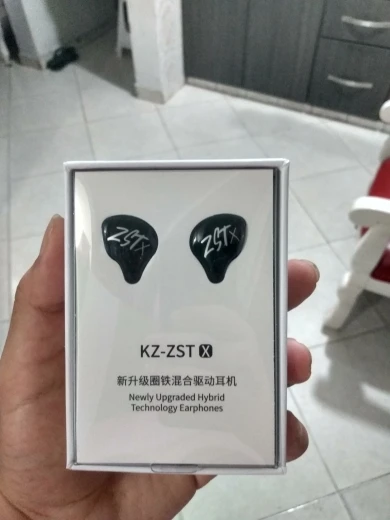 ZSTX
ZSTX
KZ-ZST X
新升级圈铁混合驱动耳机
Newly Upgraded Hybrid
Technology Earphones